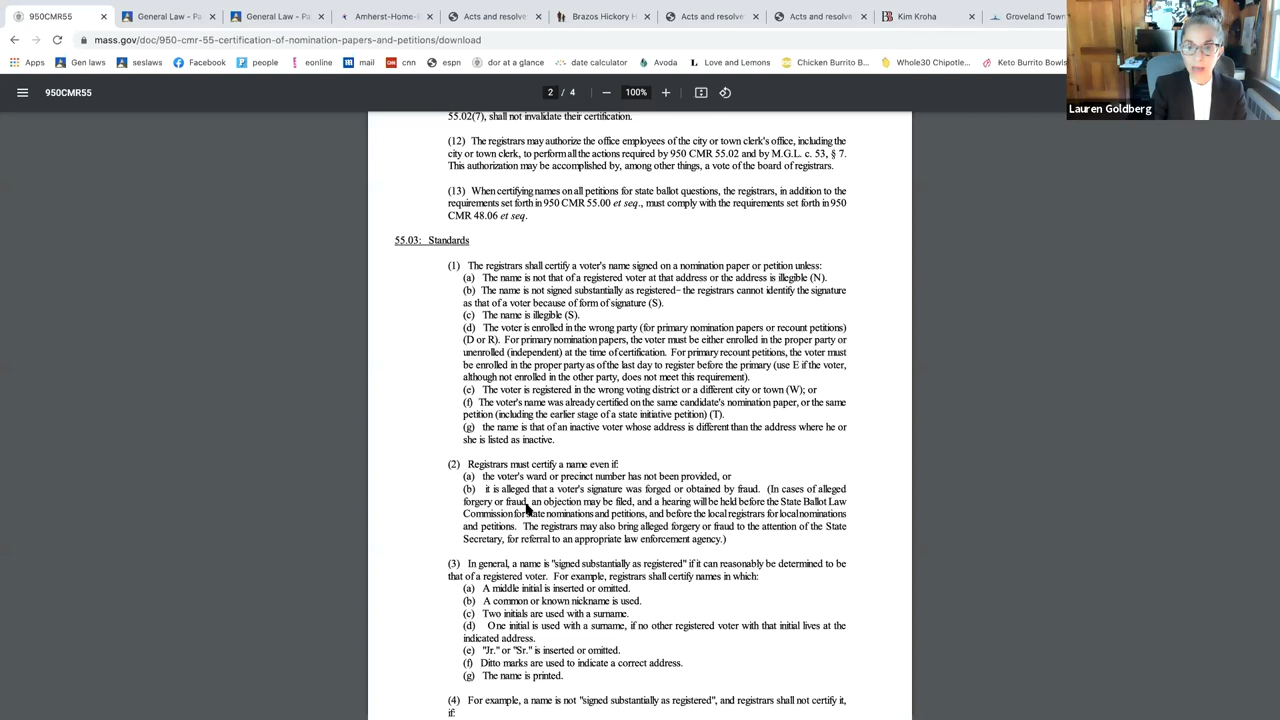 950CMR55
General Law - Pa
General Law - Pa
Amherst-Home-E
Acts and resolve
Brazos Hickory H
Acts and resolv
Acts and resolv
Kim Kroha
Groveland Town
mass.gov/doc/950-cmr-55-certification-of-nomination-papers-and-petitions/download
Apps
Gen laws
seslaws
Facebook
people
eonline
mail
cnn
espn
dor at a glance
date calculator
Avoda
Love and Lemons
Chicken Burrito B...
Whole30 Chipotle...
Keto Burrito Bowls
Lauren Goldberg
950CMR55
2 / 4
100%
55.02(7), shall not invalidate their certification.
(12) The registrars may authorize the office employees of the city or town clerk's office, including the
city or town clerk, to perform all the actions required by 950 CMR 55.02 and by M.G.L. c. 53, § 7.
This authorization may be accomplished by, among other things, a vote of the board of registrars.
(13) When certifying names on all petitions for state ballot questions, the registrars, in addition to the
requirements set forth in 950 CMR 55.00 et seq., must comply with the requirements set forth in 950
CMR 48.06 et seq.
55.03: Standards
(1) The registrars shall certify a voter's name signed on a nomination paper or petition unless:
(a) The name is not that of a registered voter at that address or the address is illegible (N).
(b) The name is not signed substantially as registered- the registrars cannot identify the signature
as that of a voter because of form of signature (S).
(c) The name is illegible (S).
(d) The voter is enrolled in the wrong party (for primary nomination papers or recount petitions)
(D or R). For primary nomination papers, the voter must be either enrolled in the proper party or
unenrolled (independent) at the time of certification. For primary recount petitions, the voter must
be enrolled in the proper party as of the last day to register before the primary (use E if the voter,
although not enrolled in the other party, does not meet this requirement).
(e) The voter is registered in the wrong voting district or a different city or town (W); or
(f) The voter's name was already certified on the same candidate's nomination paper, or the same
petition (including the earlier stage of a state initiative petition) (T).
(g) the name is that of an inactive voter whose address is different than the address where he or
she is listed as inactive.
(2) Registrars must certify a name even if:
(a) the voter's ward or precinct number has not been provided, or
(b) it is alleged that a voter's signature was forged or obtained by fraud. (In cases of alleged
forgery or fraud, an objection may be filed, and a hearing will be held before the State Ballot Law
Commission for state nominations and petitions, and before the local registrars for local nominations
and petitions. The registrars may also bring alleged forgery or fraud to the attention of the State
Secretary, for referral to an appropriate law enforcement agency.)
(3) In general, a name is "signed substantially as registered" if it can reasonably be determined to be
that of a registered voter. For example, registrars shall certify names in which:
(a) A middle initial is inserted or omitted.
(b) A common or known nickname is used.
(c) Two initials are used with a surname.
(d) One initial is used with a surname, if no other registered voter with that initial lives at the
indicated address.
(e) "Jr." or "Sr." is inserted or omitted.
(f) Ditto marks are used to indicate a correct address.
(g) The name is printed.
(4) For example, a name is not "signed substantially as registered", and registrars shall not certify it,
if: